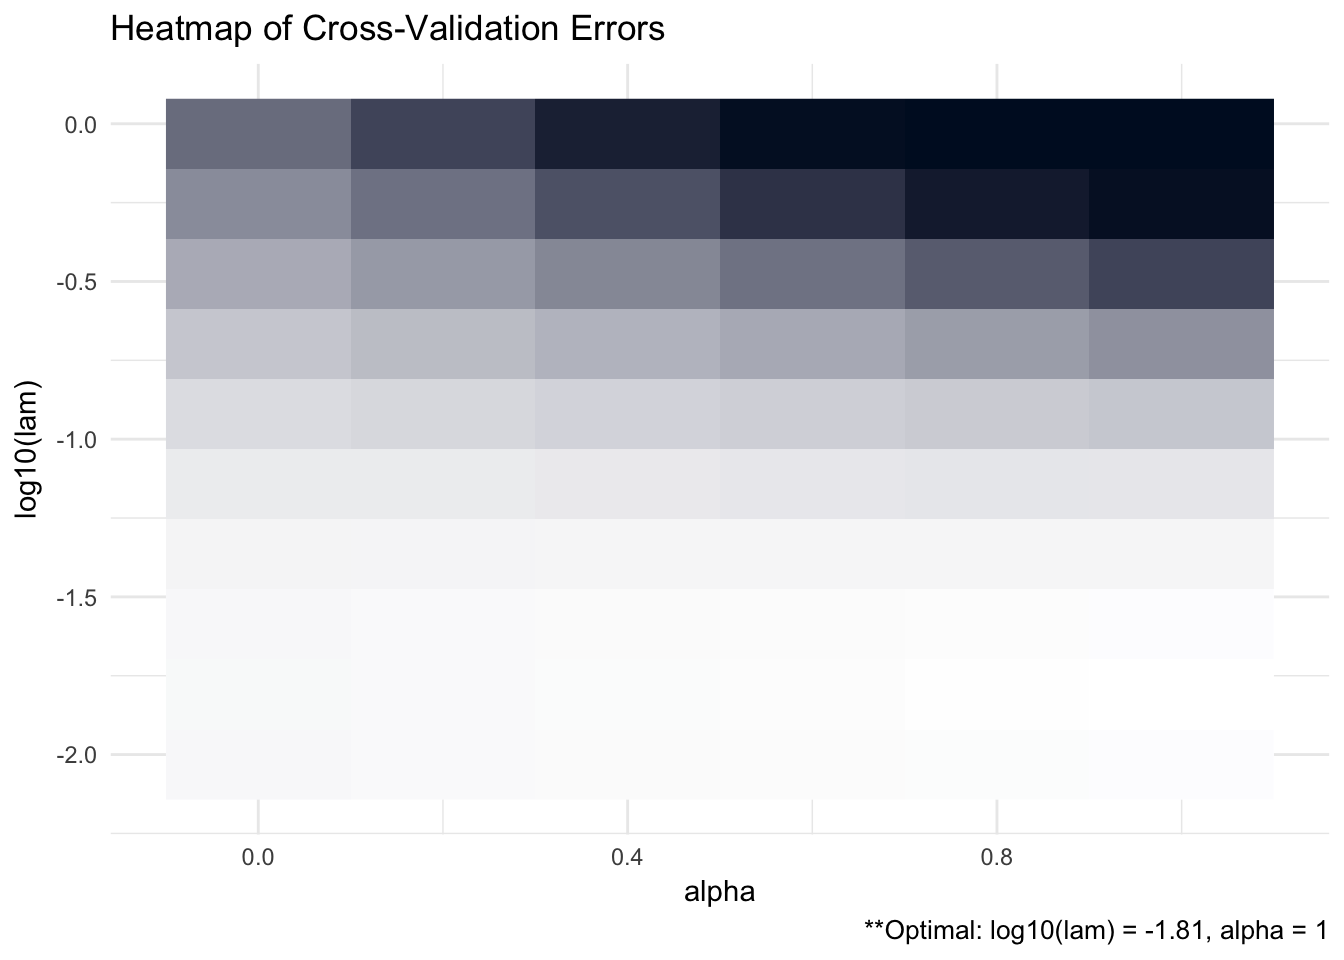 Heatmap of Cross-Validation Errors
0.0
-0.5
-1.0
-1.5
-2.0
log10(lam)
0.0 0.4 0.8
alpha
**Optimal: log10(lam) = -1.81, alpha = 1